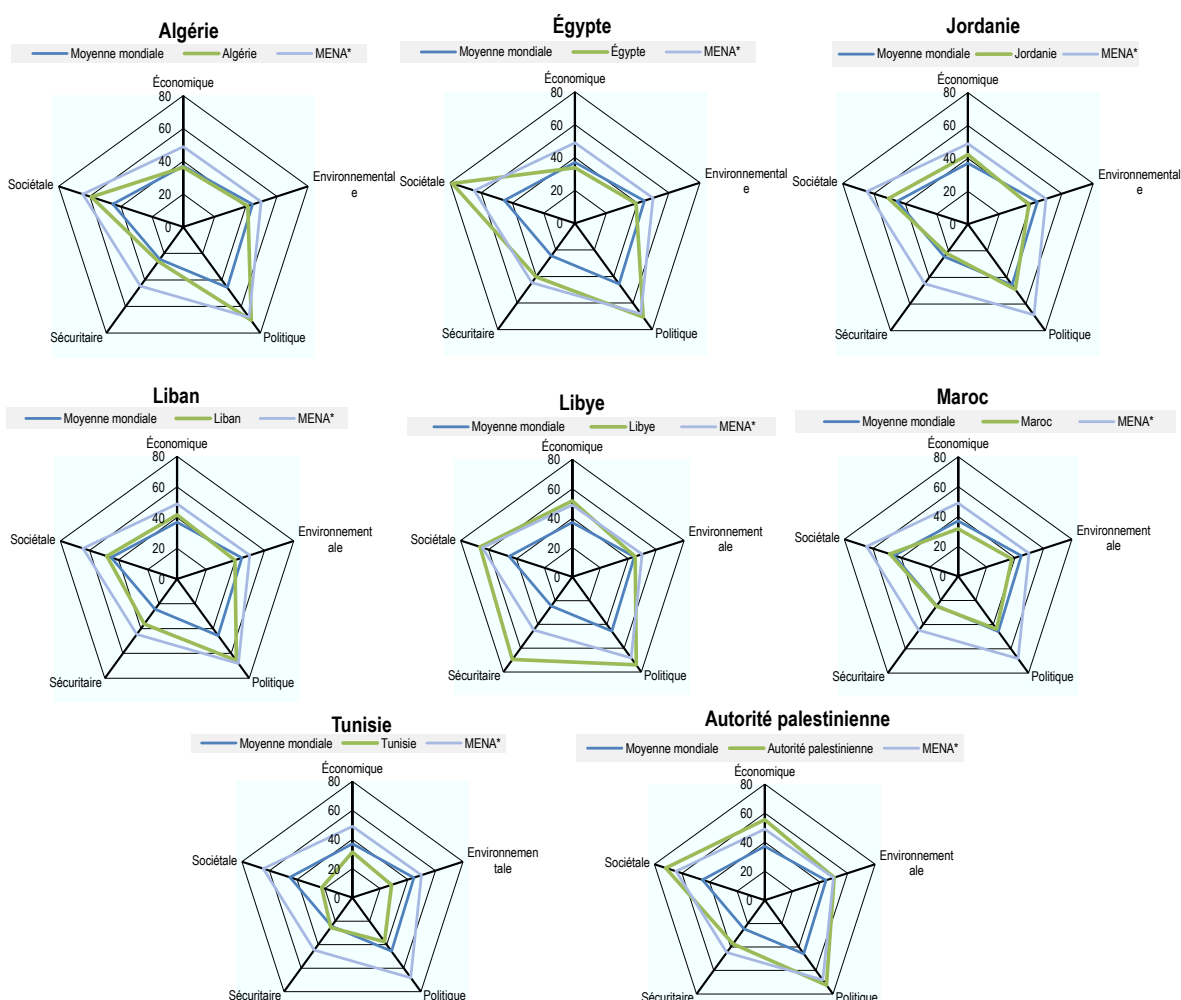 Algérie
Moyenne mondiale Algérie MENA*
Économique
80
60
40
20
0
Sociétale
Environnemental
e
Sécuritaire
Politique
Égypte
Moyenne mondiale Égypte MENA*
Économique
80
60
40
20
0
Sociétale
Environnemental
e
Sécuritaire
Politique
Jordanie
Moyenne mondiale Jordanie MENA*
Économique
80
60
40
20
0
Sociétale
Environnemental
e
Sécuritaire
Politique
Liban
Moyenne mondiale Liban MENA*
Économique
80
60
40
20
0
Sociétale
Environnement
ale
Sécuritaire
Politique
Libye
Moyenne mondiale Libye MENA*
Économique
80
60
40
20
0
Sociétale
Environnement
ale
Sécuritaire
Politique
Maroc
Moyenne mondiale Maroc MENA*
Économique
80
60
40
20
0
Sociétale
Environnement
ale
Sécuritaire
Politique
Tunisie
Moyenne mondiale Tunisie MENA*
Économique
80
60
40
20
0
Sociétale
Environnemen
tale
Sécuritaire
Politique
Autorité palestinienne
Moyenne mondiale Autorité palestinienne MENA*
Économique
80
60
40
20
0
Sociétale
Environnement
ale
Sécuritaire
Politique